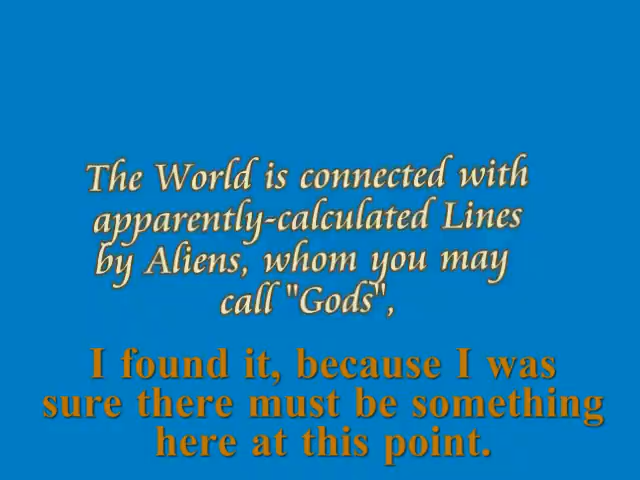 The World is connected with
apparently-calculated Lines
by Aliens, whom you may
call "Gods",
I found it, because I was
sure there must be something
here at this point.